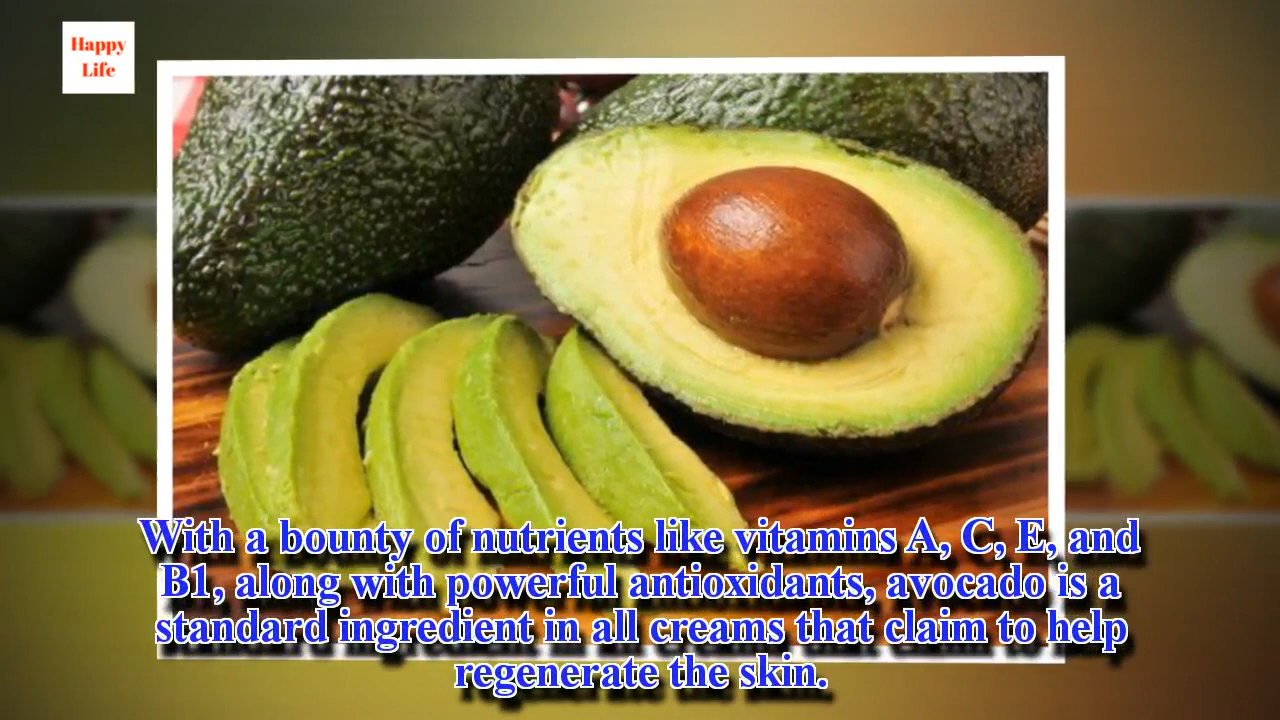 Happy
Life
With a bounty of nutrients like vitamins A, C, E, and
B1, along with powerful antioxidants, avocado is a
standard ingredient in all creams that claim to help
regenerate the skin.